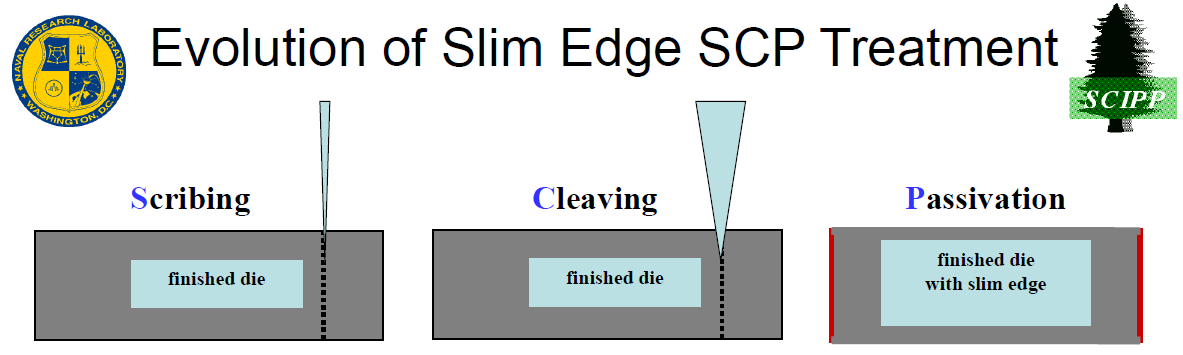 Evolution of Slim Edge SCP Treatment
NAVAL RESEARCH LABORATORY
WASHINGTON, D.C.
SCIPP
Scribing
Cleaving
Passivation
finished die
finished die
finished die
with slim edge